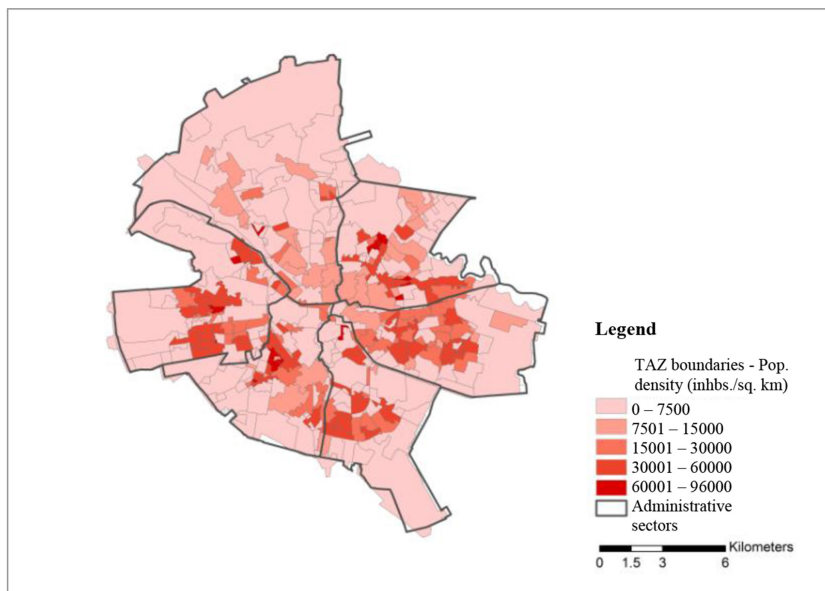 Legend
TAZ boundaries - Pop.
density (inhbs./sq. km)
0 – 7500
7501 – 15000
15001 – 30000
30001 – 60000
60001 – 96000
Administrative
sectors
Kilometers
0 1.5 3 6